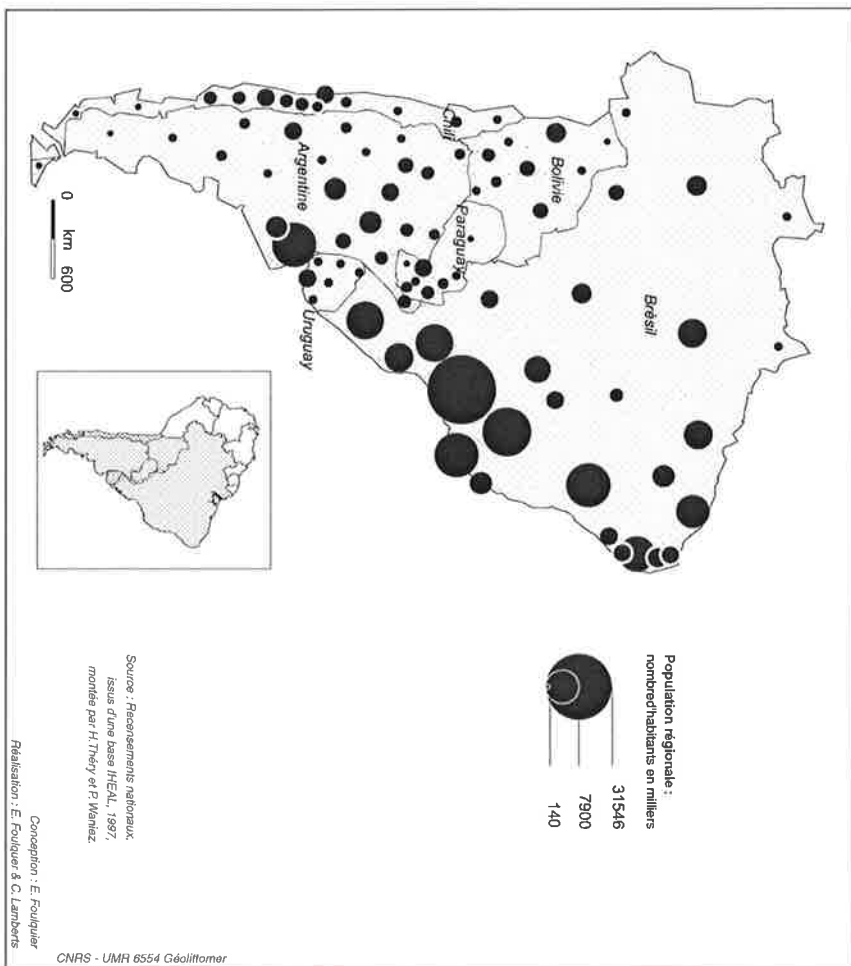 Chili
Bolivie
Argentine
Paraguay
Brésil
Uruguay
0 km 600
Population régionale :
nombred'habitants en milliers
31546
7900
140
Source : Recensements nationaux,
issus d'une base IHEAL, 1997,
montée par H.Théry et P. Waniez.
Conception : E. Foulquier
Réalisation : E. Foulquer & C. Lamberts
CNRS - UMR 6554 Géolittomer